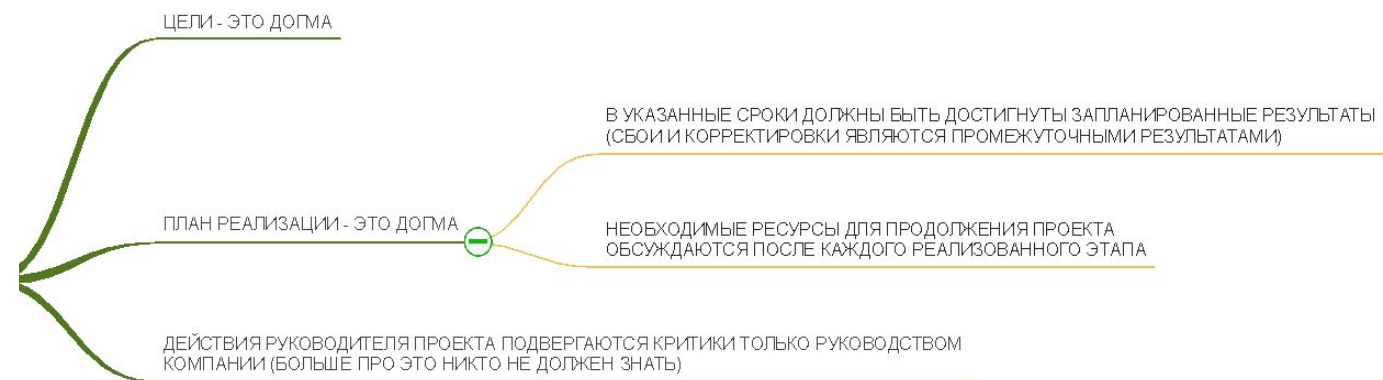 ЦЕЛИ - ЭТО ДОГМА
В УКАЗАННЫЕ СРОКИ ДОЛЖНЫ БЫТЬ ДОСТИГНУТЫ ЗАПЛАНИРОВАННЫЕ РЕЗУЛЬТАТЫ
(СБОИ И КОРРЕКТИРОВКИ ЯВЛЯЮТСЯ ПРОМЕЖУТОЧНЫМИ РЕЗУЛЬТАТАМИ)
ПЛАН РЕАЛИЗАЦИИ - ЭТО ДОГМА
НЕОБХОДИМЫЕ РЕСУРСЫ ДЛЯ ПРОДОЛЖЕНИЯ ПРОЕКТА
ОБСУЖДАЮТСЯ ПОСЛЕ КАЖДОГО РЕАЛИЗОВАННОГО ЭТАПА
ДЕЙСТВИЯ РУКОВОДИТЕЛЯ ПРОЕКТА ПОДВЕРГАЮТСЯ КРИТИКИ ТОЛЬКО РУКОВОДСТВОМ
КОМПАНИИ (БОЛЬШЕ ПРО ЭТО НИКТО НЕ ДОЛЖЕН ЗНАТЬ)